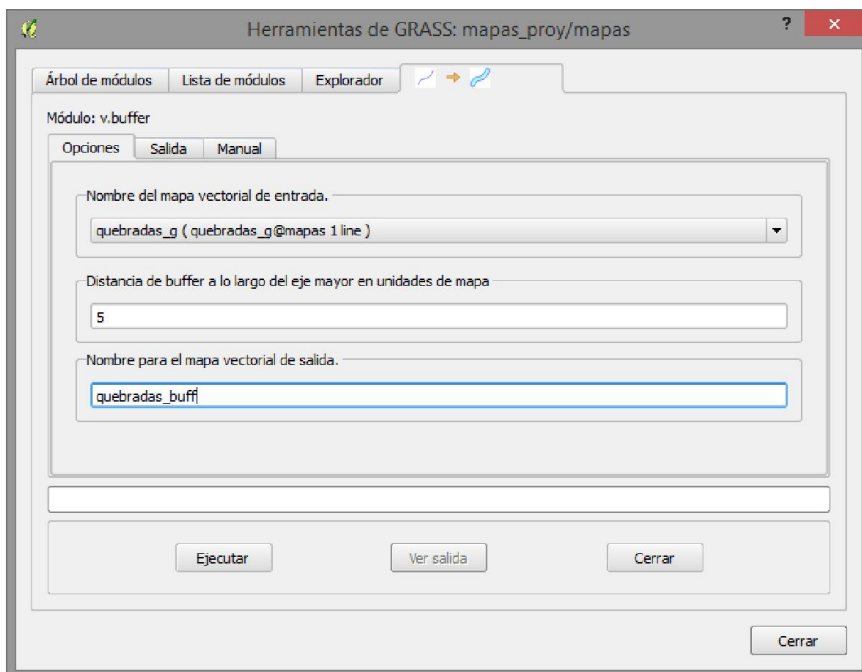 Herramientas de GRASS: mapas_proy/mapas
?
×
Árbol de módulos
Lista de módulos
Explorador
Módulo: v.buffer
Opciones
Salida
Manual
Nombre del mapa vectorial de entrada.
quebradas_g ( quebradas_g@mapas 1 line )
Distancia de buffer a lo largo del eje mayor en unidades de mapa
5
Nombre para el mapa vectorial de salida.
quebradas_buff
Ejecutar
Ver salida
Cerrar
Cerrar